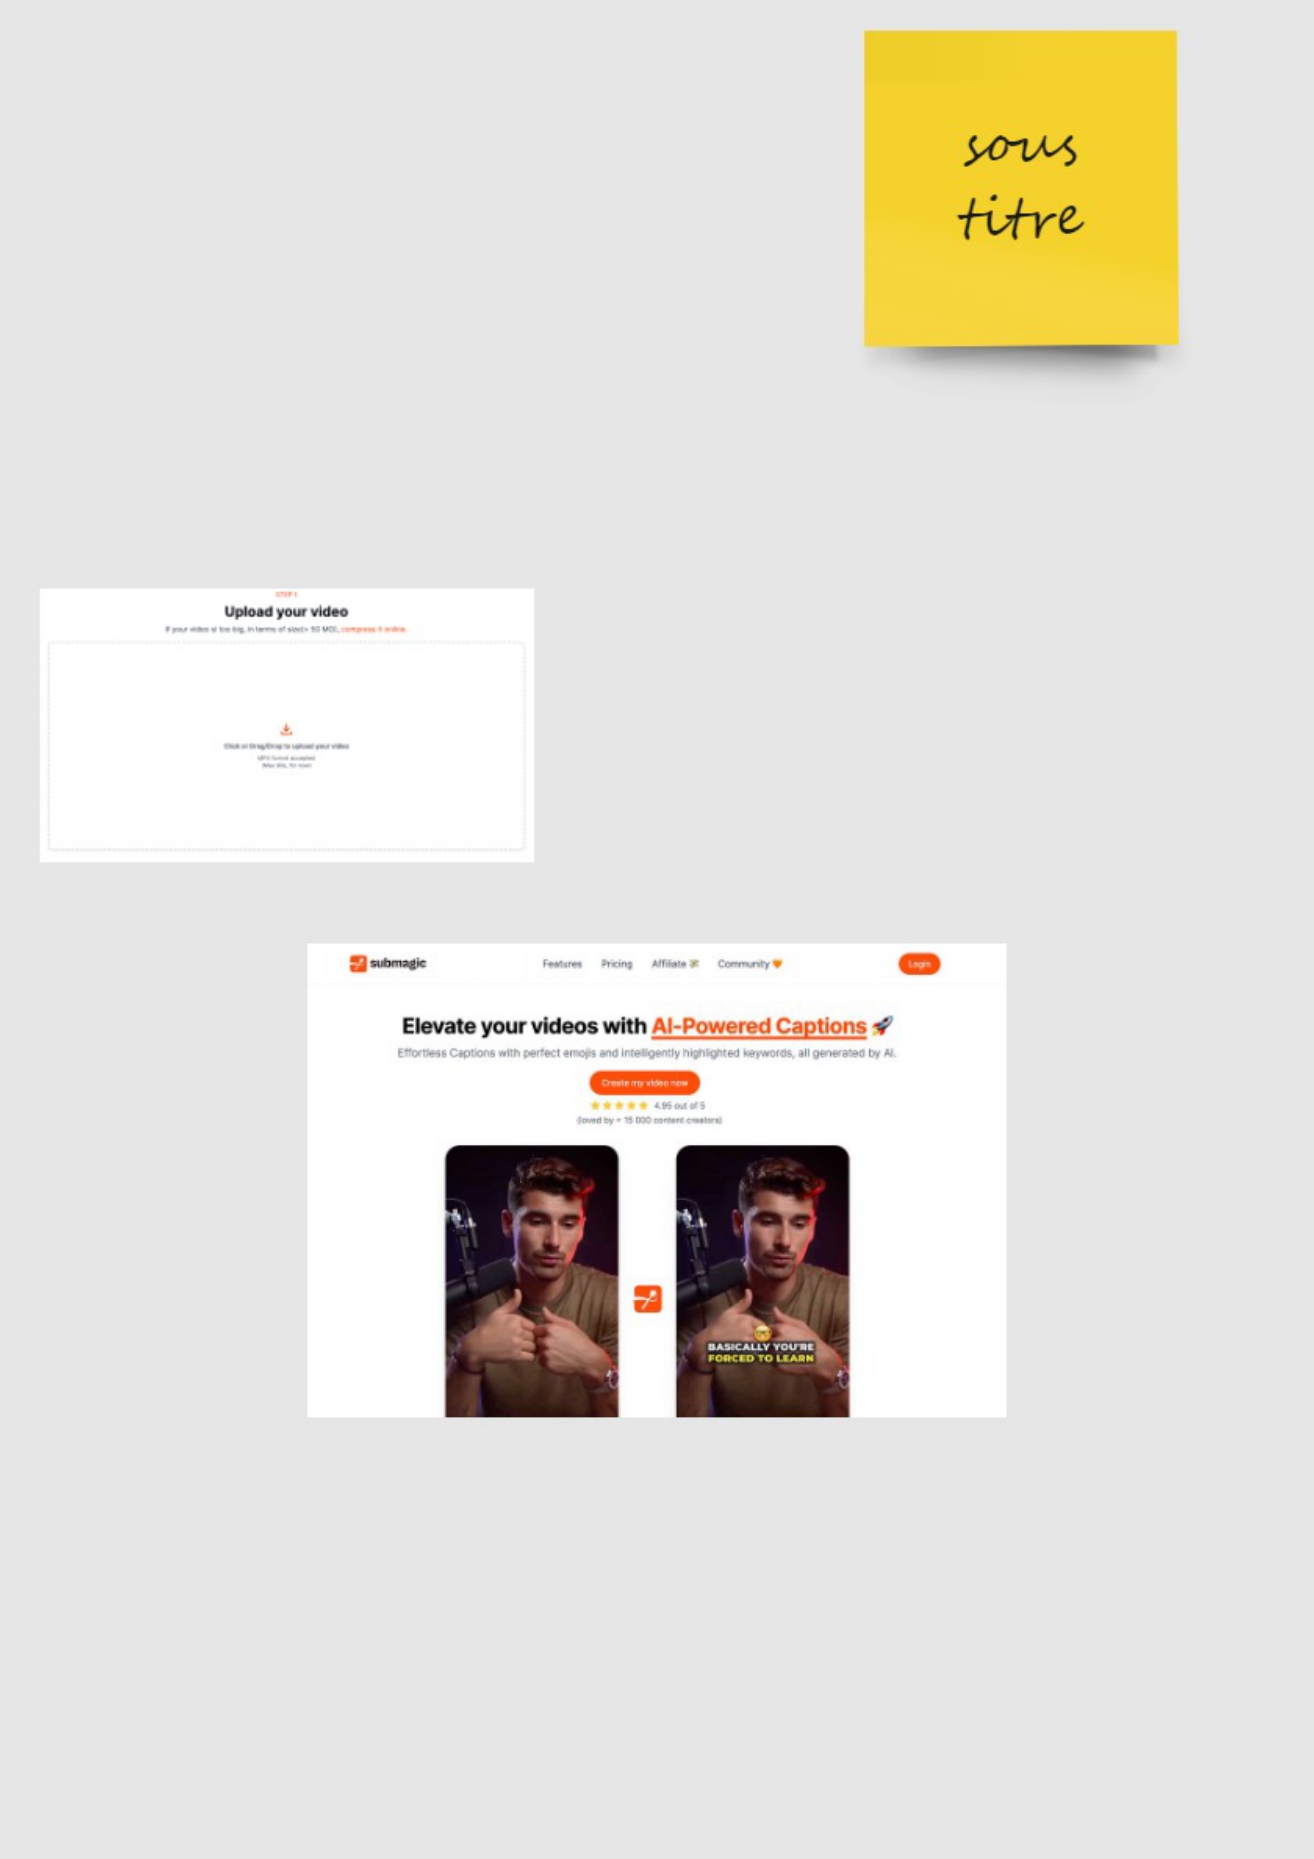 sous
titre
STEP 1
Upload your video
If your video si too big, in terms of size(> 50 MO), compress it online.
Click or Drag/Drop to upload your video
MP4 format accepted
submagic
Features Pricing Affiliate 💸 Community 🧡
Login
Elevate your videos with AI-Powered Captions 🚀
Effortless Captions with perfect emojis and intelligently highlighted keywords, all generated by AI.
Create my video now
4.95 out of 5
(loved by + 15 000 content creators)
BASICALLY YOU'RE
FORCED TO LEARN